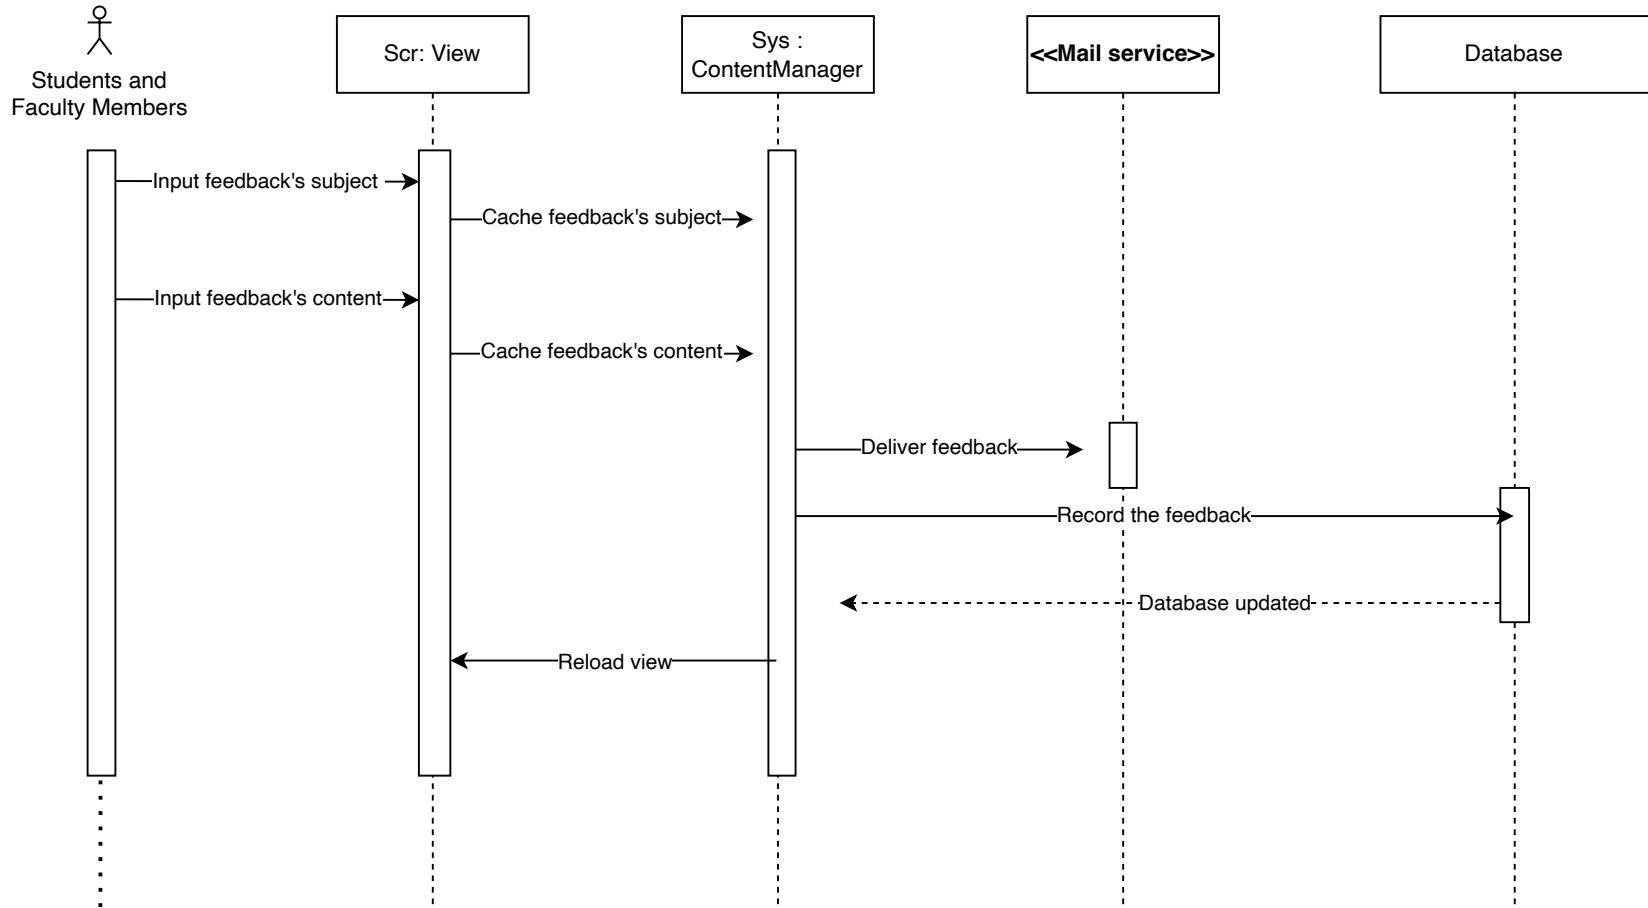 Students and
Faculty Members
Scr: View
Sys :
ContentManager
<<Mail service>>
Database
Input feedback's subject
Cache feedback's subject
Input feedback's content
Cache feedback's content
Deliver feedback
Record the feedback
Database updated
Reload view